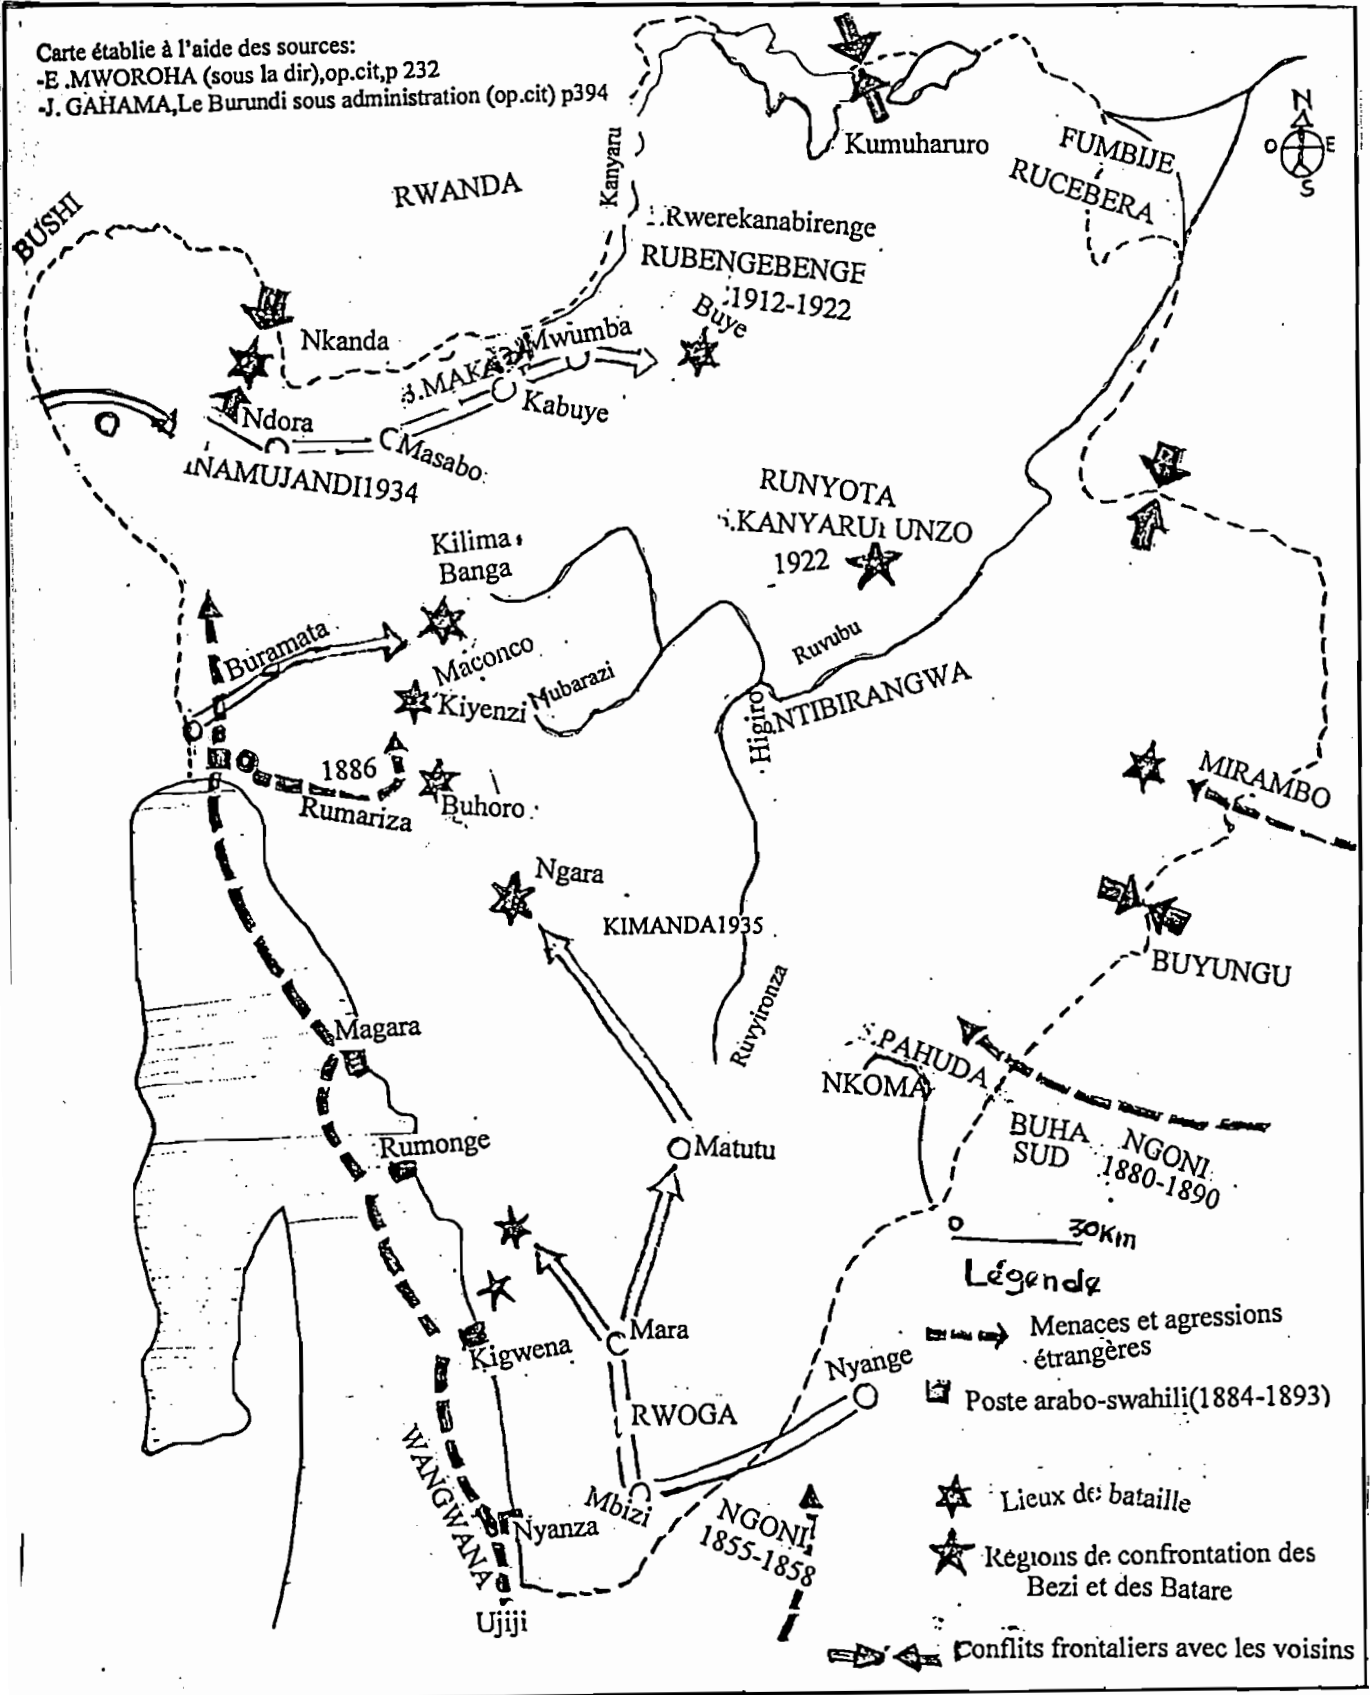 Carte établie à l'aide des sources:
-E .MWOROHA (sous la dir),op.cit,p 232
-J. GAHAMA,Le Burundi sous administration (op.cit) p394
N
O
E
S
Kumuharuro
FUMBIJE
RUCEBERA
Kanyaru
RWANDA
BUSHI
Rwerekanabirenge
RUBENGEBENGE
1912-1922
Buye
Nkanda
Mwumba
Kabuye
Ndora
Masabo
NAMUJANDI1934
RUNYOTA
UNZO
1922
Kilima
Banga
Buramata
Maconco
Kiyenzi
Mubarazi
Ruvubu
Higiro
NTIBIRANGWA
1886
Rumariza
Buhoro
MIRAMBO
Ngara
KIMANDA1935
BUYUNGU
Ruvyironza
Magara
PAHUDA
NKOMA
BUHA
SUD
NGONI
1880-1890
Rumonge
Matutu
30Km
Légende
Mara
Kigwena
Nyange
Menaces et agressions
étrangères
Poste arabo-swahili(1884-1893)
RWOGA
WANGWANA
Mbizi
Nyanza
NGONI
1855-1858
Lieux de bataille
Régions de confrontation des
Bezi et des Batare
Ujiji
Conflits frontaliers avec les voisins